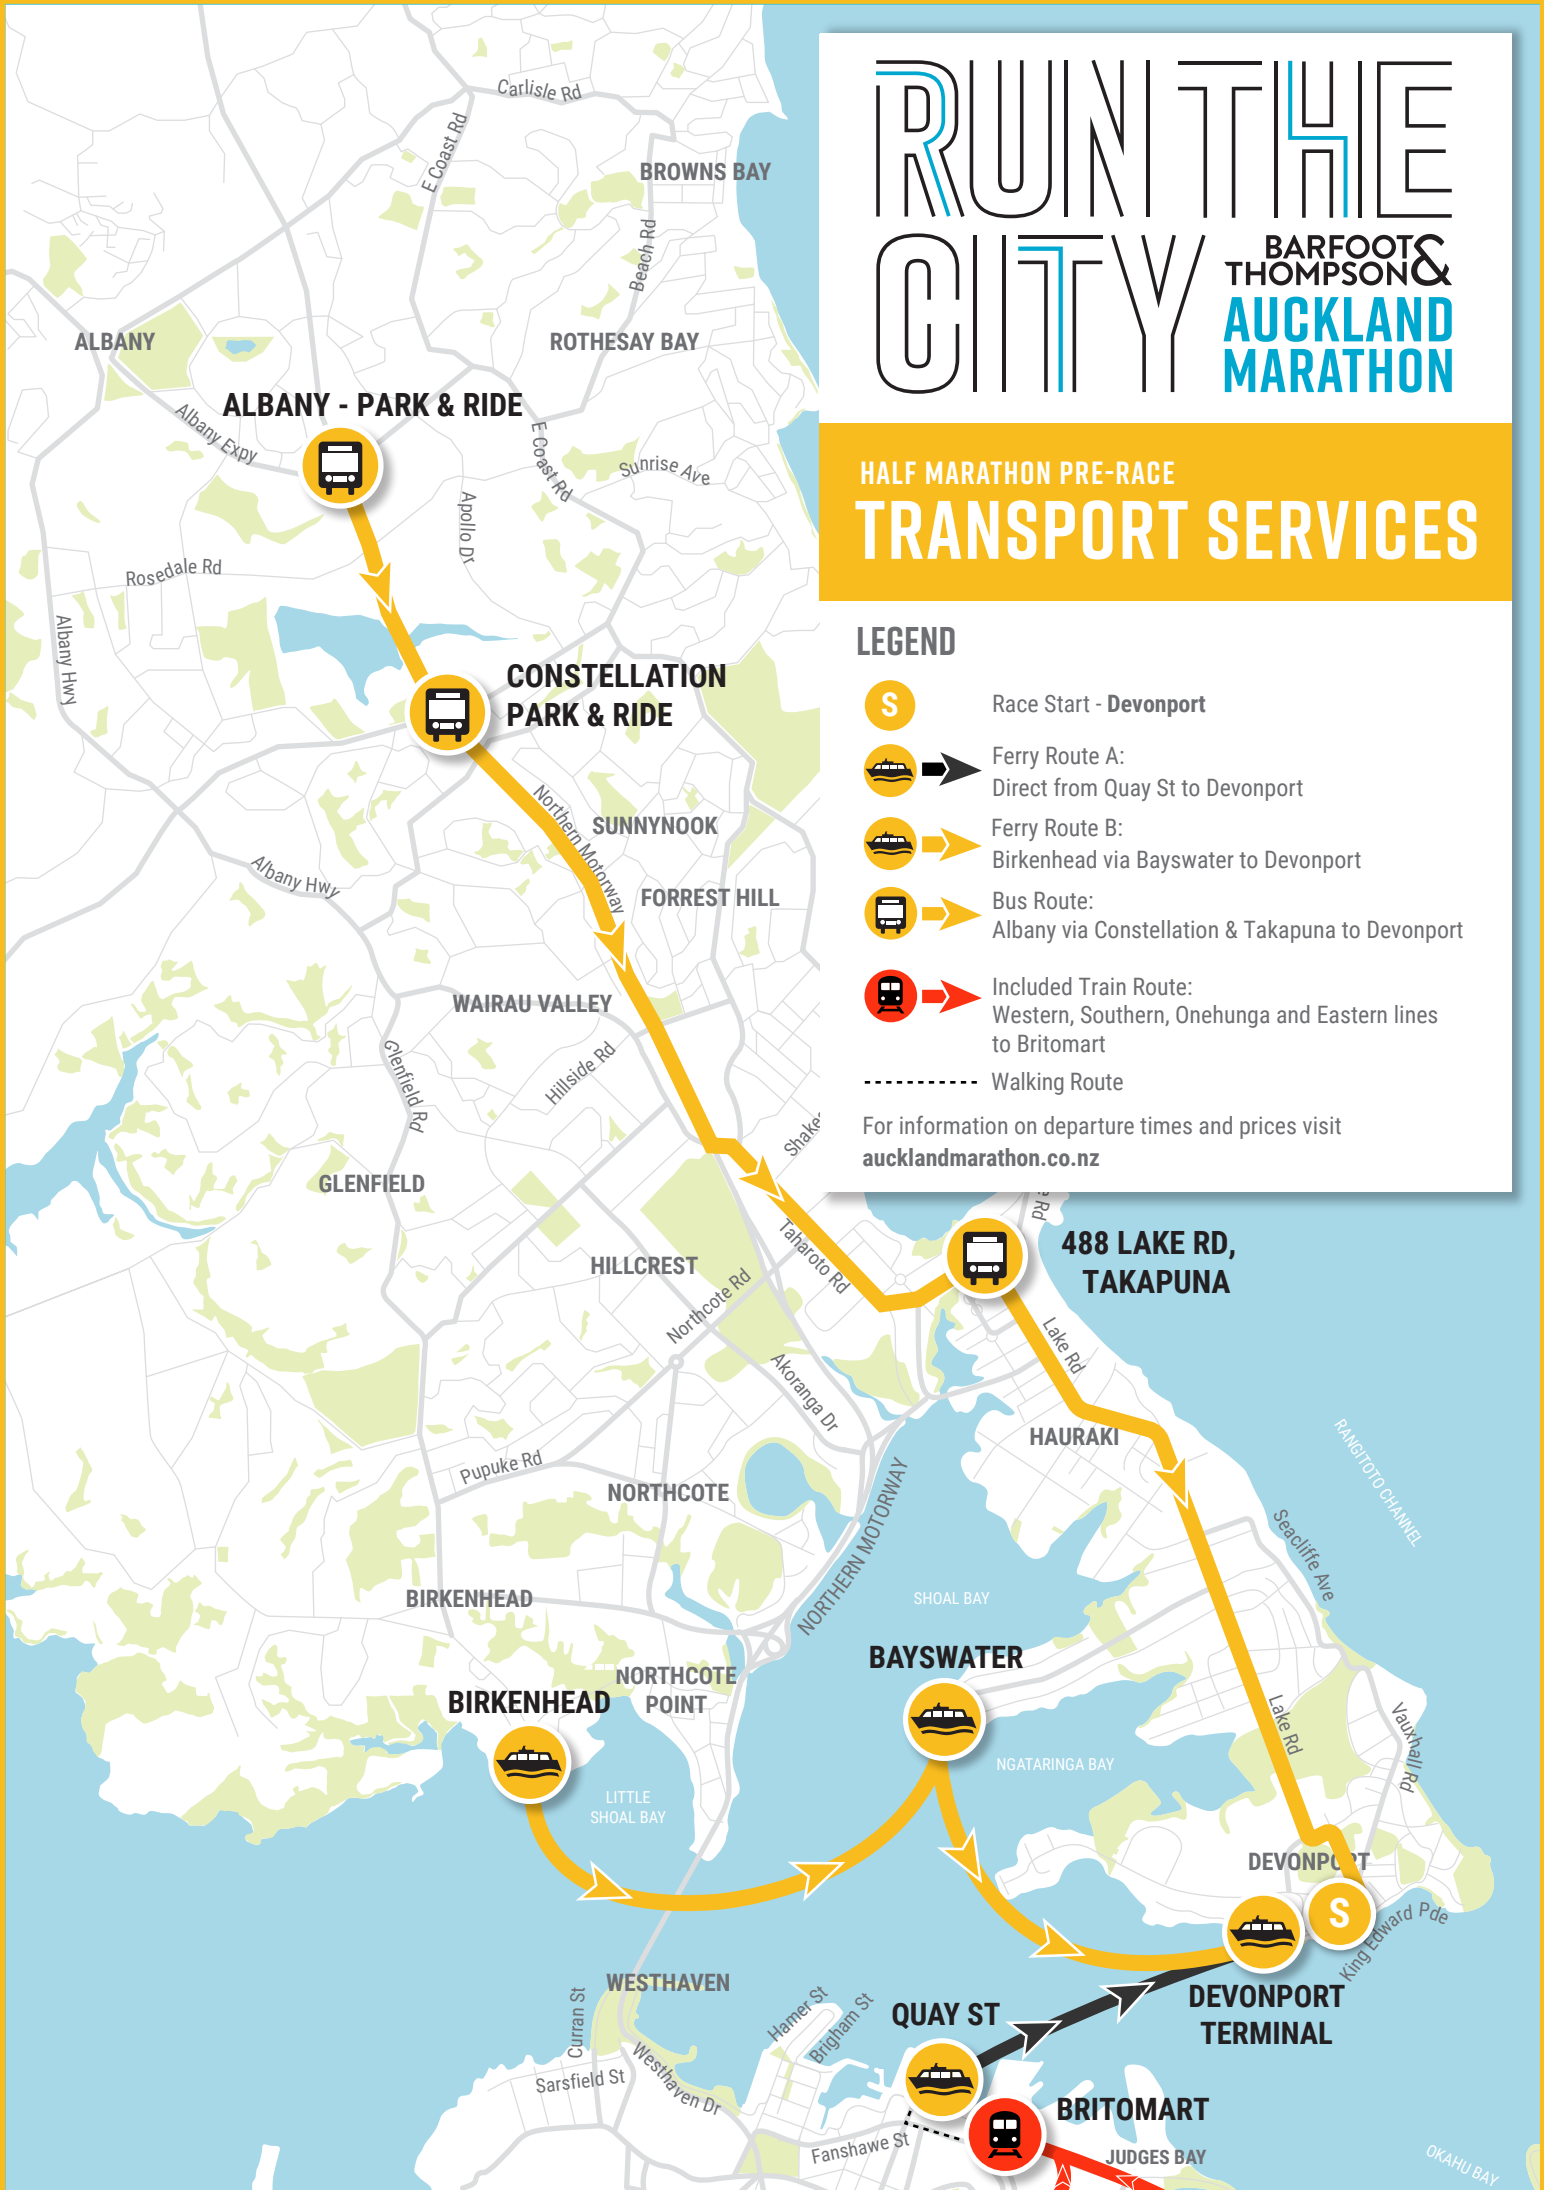 RUN THE
CITY
BARFOOT &
THOMPSON
AUCKLAND
MARATHON
HALF MARATHON PRE-RACE
TRANSPORT SERVICES
LEGEND
S
Race Start - Devonport
Ferry Route A:
Direct from Quay St to Devonport
Ferry Route B:
Birkenhead via Bayswater to Devonport
Bus Route:
Albany via Constellation & Takapuna to Devonport
Included Train Route:
Western, Southern, Onehunga and Eastern lines
to Britomart
Walking Route
For information on departure times and prices visit
aucklandmarathon.co.nz
Carlisle Rd
E Coast Rd
BROWNS BAY
Beach Rd
ALBANY
ROTHESAY BAY
ALBANY - PARK & RIDE
Albany Expy
E Coast Rd
Sunrise Ave
Apollo Dr
Rosedale Rd
Albany Hwy
CONSTELLATION
PARK & RIDE
Northern Motorway
SUNNYNOOK
Albany Hwy
FORREST HILL
WAIRAU VALLEY
Glenfield Rd
Hillside Rd
Shake
GLENFIELD
e Rd
488 LAKE RD,
TAKAPUNA
HILLCREST
Taharoto Rd
Northcote Rd
Lake Rd
Akoranga Dr
HAURAKI
RANGITOTO CHANNEL
Pupuke Rd
NORTHCOTE
NORTHERN MOTORWAY
Seacliffe Ave
BIRKENHEAD
SHOAL BAY
BAYSWATER
NORTHCOTE
POINT
BIRKENHEAD
Lake Rd
Vauxhall Rd
NGATARINGA BAY
LITTLE
SHOAL BAY
DEVONPORT
S
King Edward Pde
WESTHAVEN
DEVONPORT
TERMINAL
Curran St
Hamer St
Brigham St
QUAY ST
Westhaven Dr
Sarsfield St
BRITOMART
Fanshawe St
JUDGES BAY
OKAHU BAY